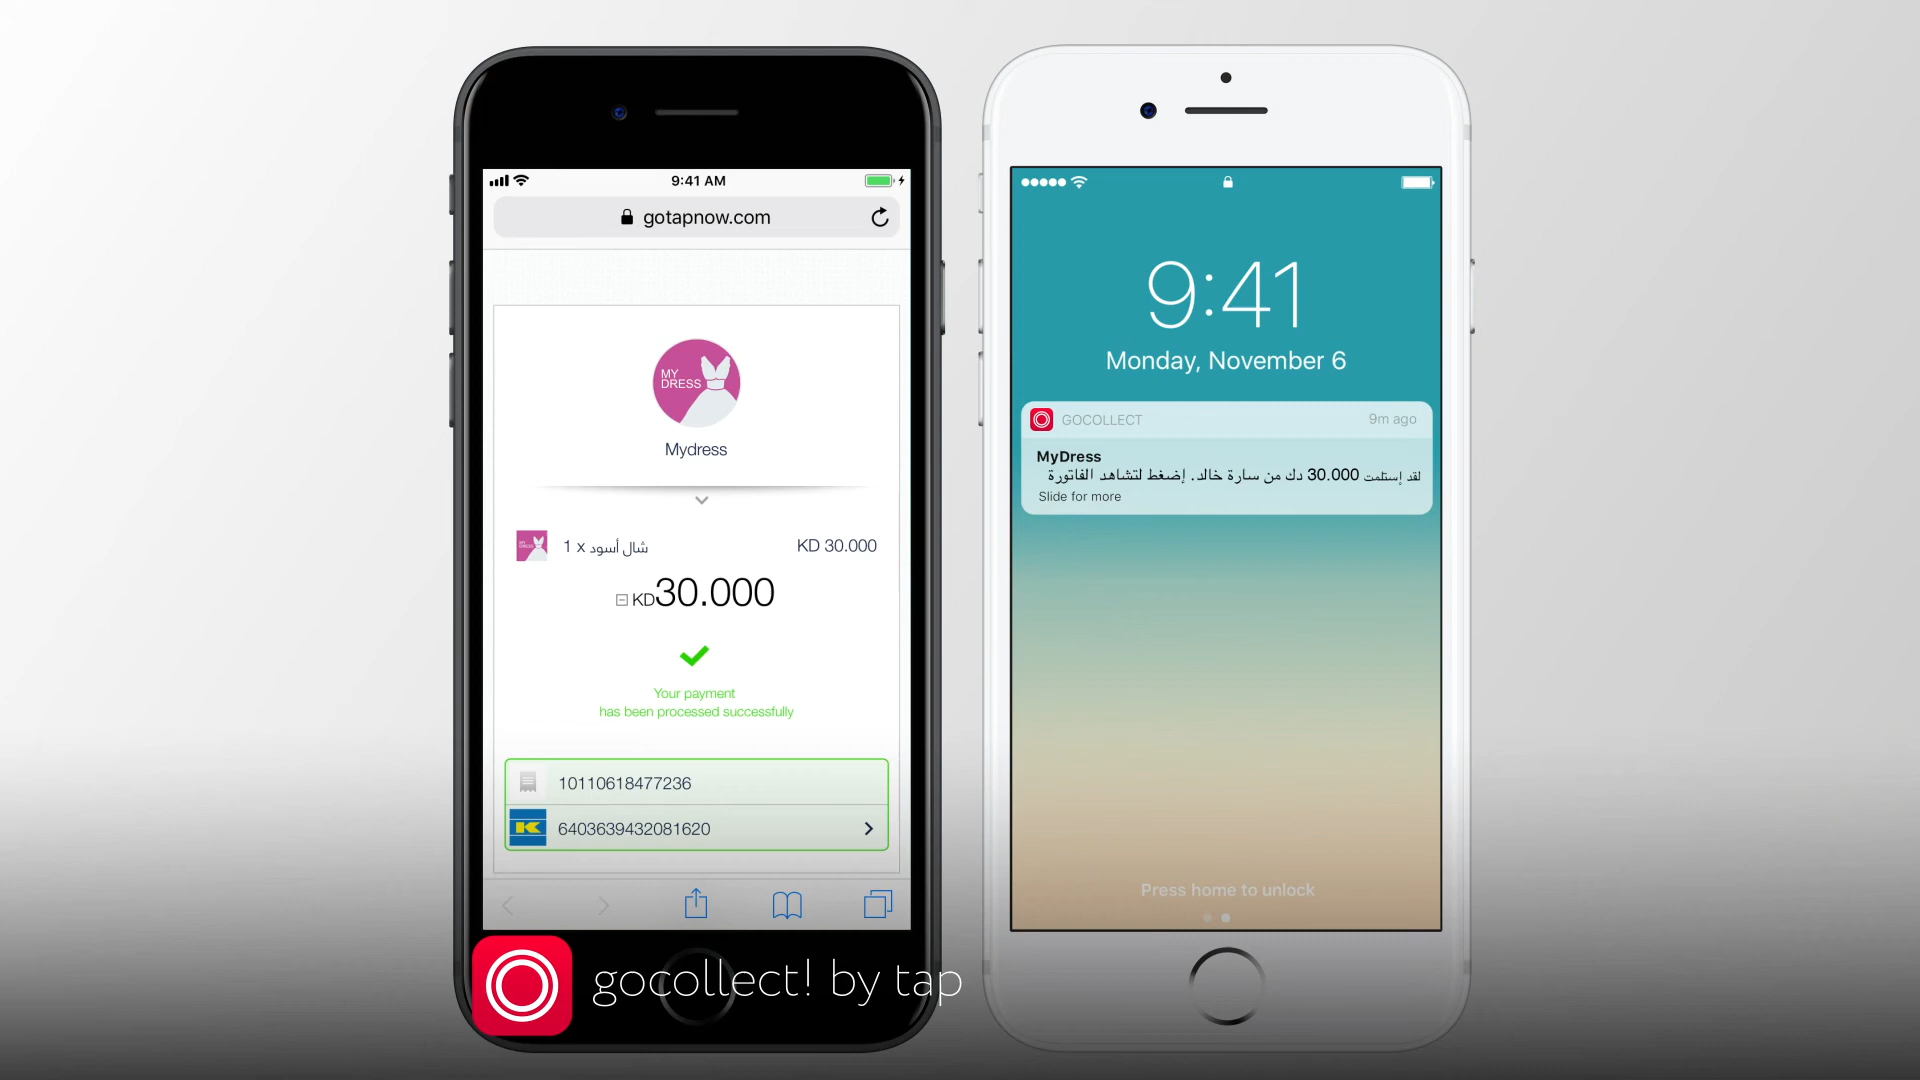 9:41 AM
gotapnow.com
MY
DRESS
Mydress
1 x شال أسود
KD 30.000
KD30.000
Your payment
has been processed successfully
10110618477236
6403639432081620
gocollect! by tap
9:41
Monday, November 6
GOCOLLECT
9m ago
MyDress
لقد إستلمت 30.000 دك من سارة خالد. إضغط لتشاهد الفاتورة
Slide for more
Press home to unlock